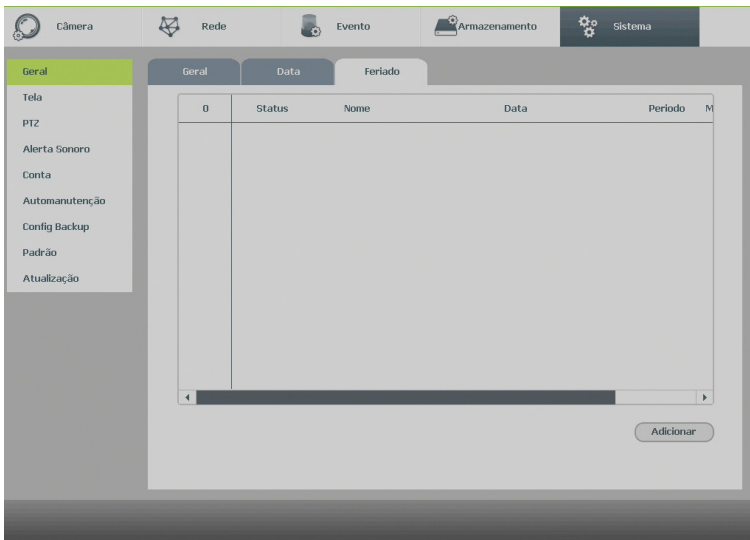 Câmera Rede Evento Armazenamento Sistema
Geral
Tela
PTZ
Alerta Sonoro
Conta
Automanutenção
Config Backup
Padrão
Atualização
Geral Data Feriado
0 Status Nome Data Periodo M
Adicionar